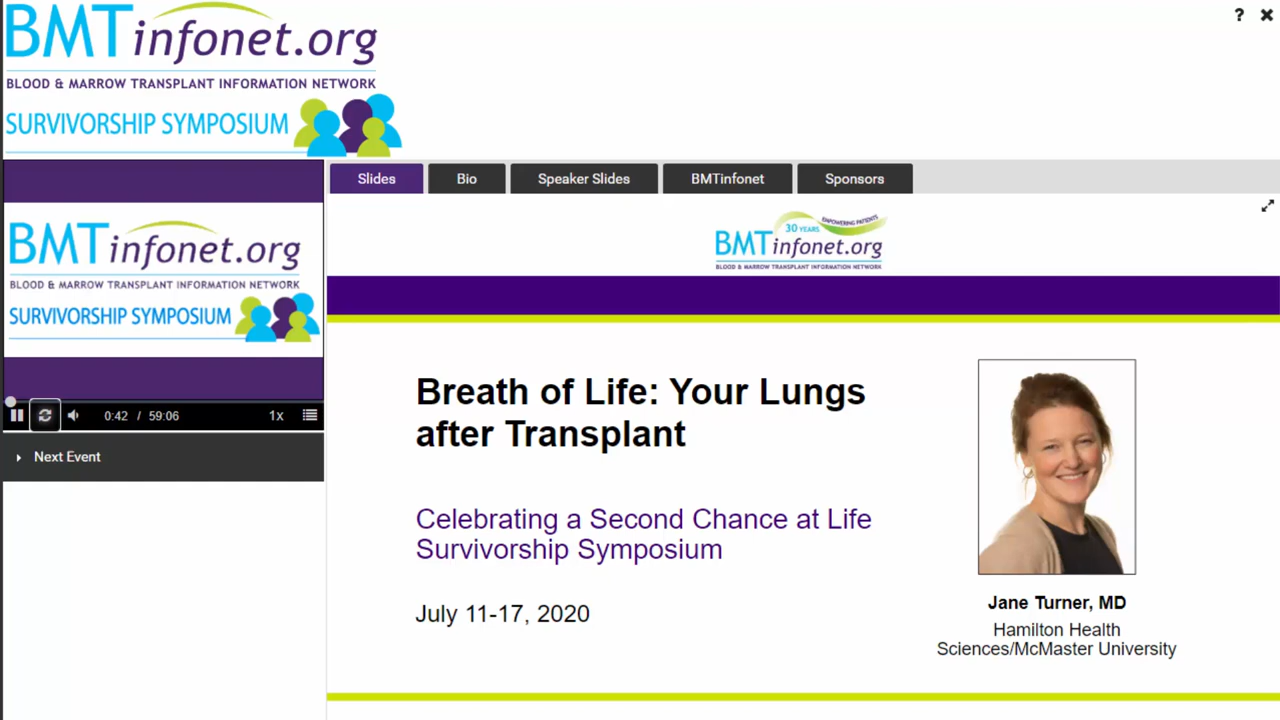 BMTinfonet.org
BLOOD & MARROW TRANSPLANT INFORMATION NETWORK
SURVIVORSHIP SYMPOSIUM
? ×
Slides Bio Speaker Slides BMTinfonet Sponsors
BMTinfonet.org
BLOOD & MARROW TRANSPLANT INFORMATION NETWORK
SURVIVORSHIP SYMPOSIUM
0:42 / 59:06 1x
Next Event
30 YEARS EMPOWERING PATIENTS
BMTinfonet.org
BLOOD & MARROW TRANSPLANT INFORMATION NETWORK
Breath of Life: Your Lungs
after Transplant
Celebrating a Second Chance at Life
Survivorship Symposium
July 11-17, 2020
Jane Turner, MD
Hamilton Health
Sciences/McMaster University